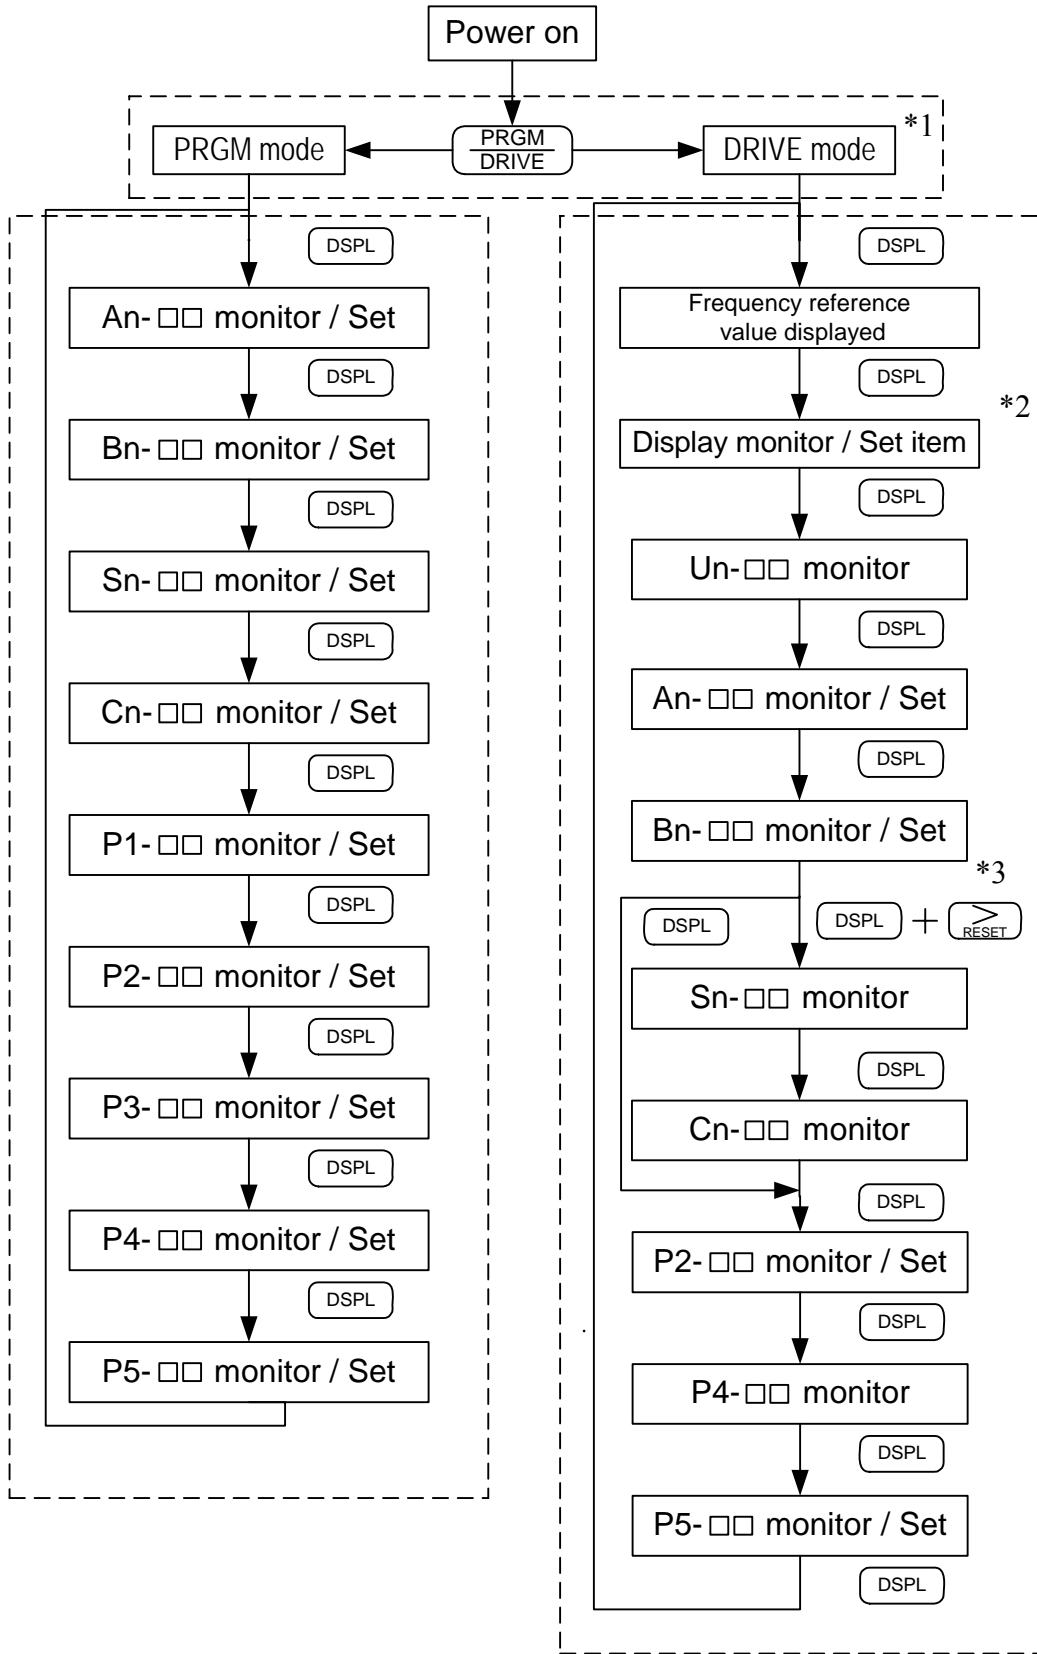 Power on
*1
PRGM mode
PRGM
DRIVE
DRIVE mode
DSPL
An- □□ monitor / Set
DSPL
Bn- □□ monitor / Set
DSPL
Sn- □□ monitor / Set
DSPL
Cn- □□ monitor / Set
DSPL
P1- □□ monitor / Set
DSPL
P2- □□ monitor / Set
DSPL
P3- □□ monitor / Set
DSPL
P4- □□ monitor / Set
DSPL
P5- □□ monitor / Set
DSPL
Frequency reference
value displayed
DSPL
*2
Display monitor / Set item
DSPL
Un- □□ monitor
DSPL
An- □□ monitor / Set
DSPL
Bn- □□ monitor / Set
*3
DSPL
DSPL + >
RESET
Sn- □□ monitor
DSPL
Cn- □□ monitor
DSPL
P2- □□ monitor / Set
DSPL
P4- □□ monitor
DSPL
P5- □□ monitor / Set
DSPL